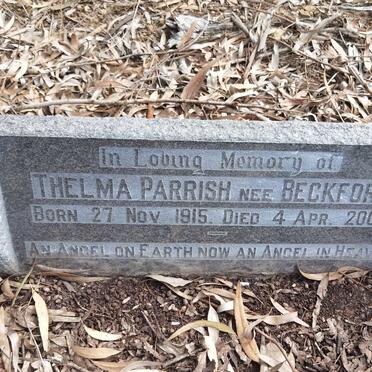 In Loving Memory of
THELMA PARRISH NEE BECKFOR
BORN 27 NOV 1915. DIED 4 APR. 200
AN ANGEL ON EARTH NOW AN ANGEL IN HEA